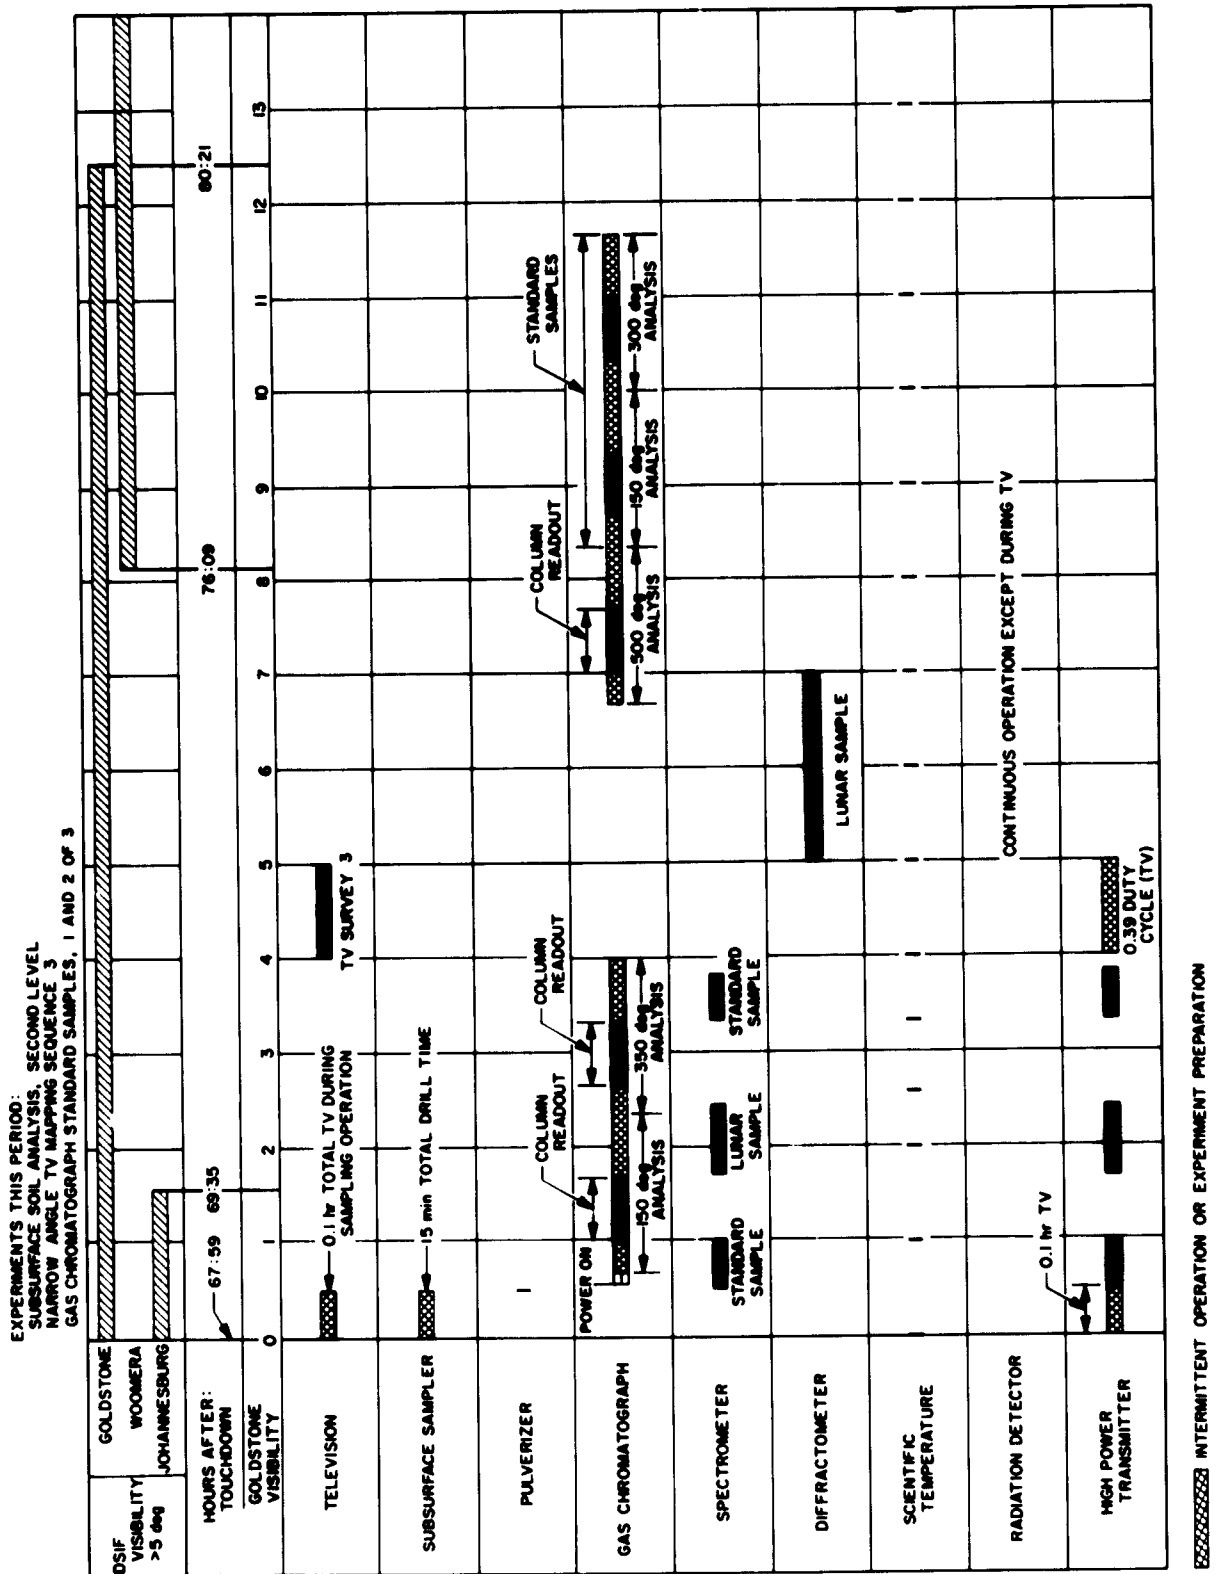 EXPERIMENTS THIS PERIOD:
SUBSURFACE SOIL ANALYSIS, SECOND LEVEL
NARROW ANGLE TV MAPPING SEQUENCE 3
GAS CHROMATOGRAPH STANDARD SAMPLES, 1 AND 2 OF 3
DSIF
VISIBILITY
>5 deg
GOLDSTONE
WOOMERA
JOHANNESBURG
HOURS AFTER:
TOUCHDOWN
67:59
69:35
76:09
80:21
GOLDSTONE
VISIBILITY
0
1
2
3
4
5
6
7
8
9
10
11
12
13
TELEVISION
0.1 hr TOTAL TV DURING
SAMPLING OPERATION
TV SURVEY 3
SUBSURFACE SAMPLER
15 min TOTAL DRILL TIME
PULVERIZER
GAS CHROMATOGRAPH
POWER ON
COLUMN
READOUT
COLUMN
READOUT
COLUMN
READOUT
STANDARD
SAMPLES
150 deg
ANALYSIS
350 deg
ANALYSIS
500 deg
ANALYSIS
150 deg
ANALYSIS
300 deg
ANALYSIS
SPECTROMETER
STANDARD
SAMPLE
LUNAR
SAMPLE
STANDARD
SAMPLE
DIFFRACTOMETER
LUNAR SAMPLE
SCIENTIFIC
TEMPERATURE
RADIATION DETECTOR
CONTINUOUS OPERATION EXCEPT DURING TV
HIGH POWER
TRANSMITTER
0.1 hr TV
0.39 DUTY
CYCLE (TV)
INTERMITTENT OPERATION OR EXPERIMENT PREPARATION